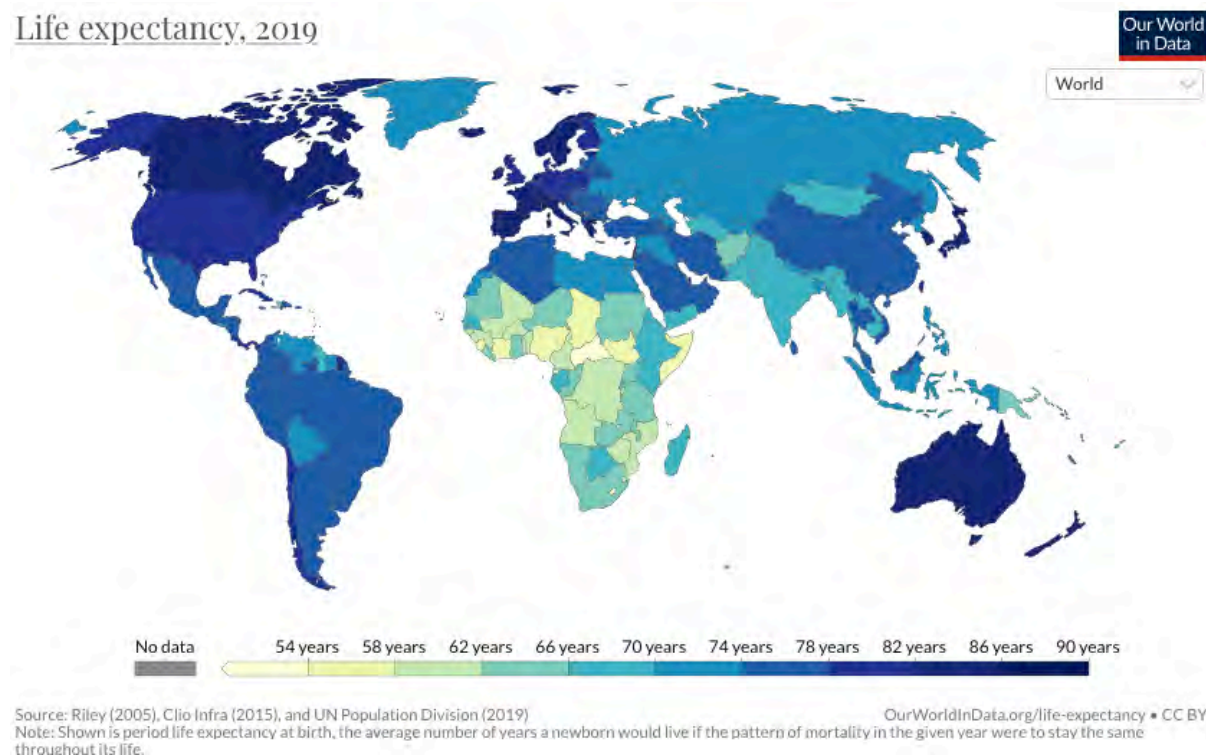 Life expectancy, 2019
Our World
in Data
World
No data
54 years 58 years 62 years 66 years 70 years 74 years 78 years 82 years 86 years 90 years
Source: Riley (2005), Clio Infra (2015), and UN Population Division (2019)
OurWorldInData.org/life-expectancy • CC BY
Note: Shown is period life expectancy at birth, the average number of years a newborn would live if the pattern of mortality in the given year were to stay the same
throughout its life.